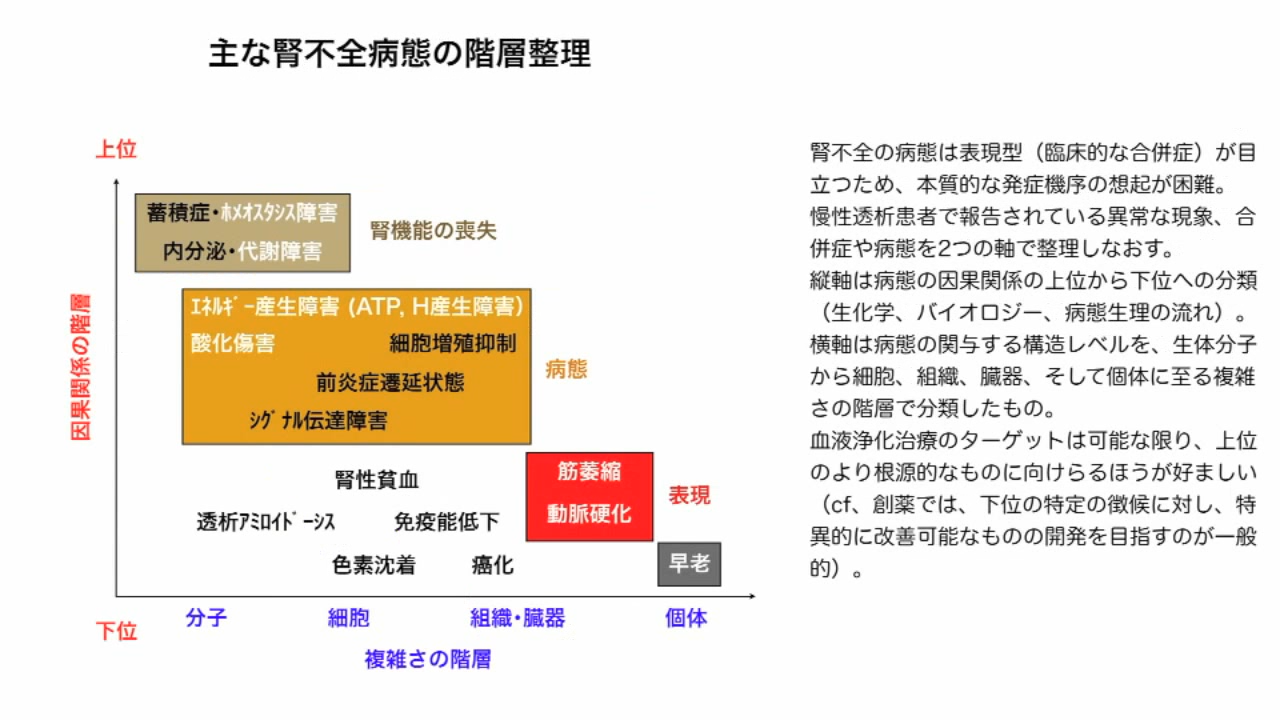 主な腎不全病態の階層整理
上位
蓄積症・ホメオスタシス障害
内分泌・代謝障害
腎機能の喪失
因果関係の階層
エネルギー産生障害 (ATP, H産生障害)
酸化傷害
細胞増殖抑制
前炎症遷延状態
シグナル伝達障害
病態
腎性貧血
透析アミロイドーシス
免疫能低下
色素沈着
癌化
筋萎縮
動脈硬化
表現
早老
下位
分子
細胞
組織・臓器
個体
複雑さの階層
腎不全の病態は表現型（臨床的な合併症）が目
立つため、本質的な発症機序の想起が困難。
慢性透析患者で報告されている異常な現象、合
併症や病態を2つの軸で整理しなおす。
縦軸は病態の因果関係の上位から下位への分類
（生化学、バイオロジー、病態生理の流れ）。
横軸は病態の関与する構造レベルを、生体分子
から細胞、組織、臓器、そして個体に至る複雑
さの階層で分類したもの。
血液浄化治療のターゲットは可能な限り、上位
のより根源的なものに向けらるほうが好ましい
（cf、創薬では、下位の特定の徴候に対し、特
異的に改善可能なものの開発を目指すのが一般
的）。